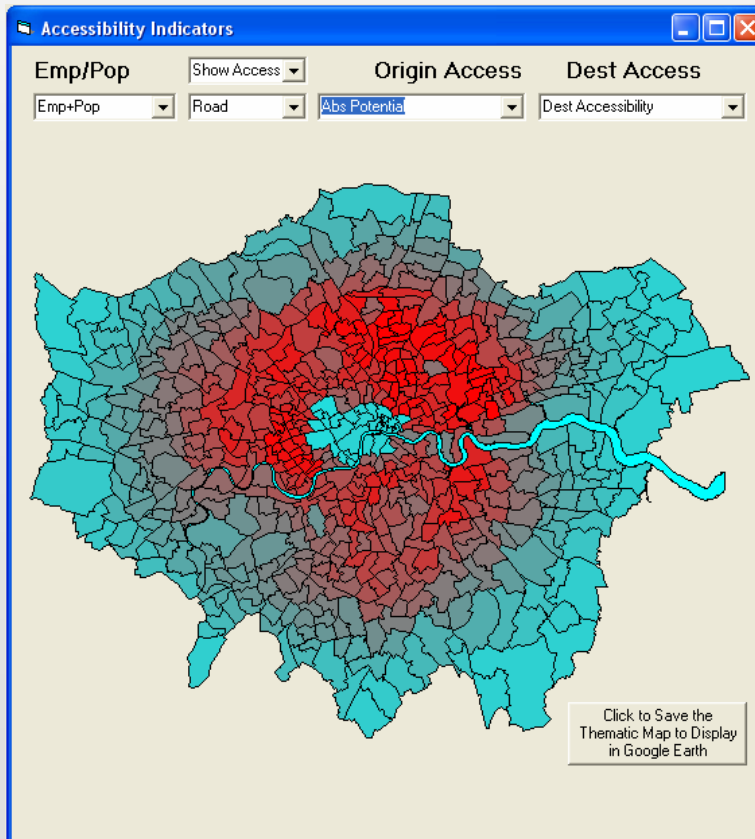 Accessibility Indicators
Emp/Pop
Show Access
Origin Access
Dest Access
Emp+Pop
Road
Abs Potential
Dest Accessibility
Click to Save the
Thematic Map to Display
in Google Earth